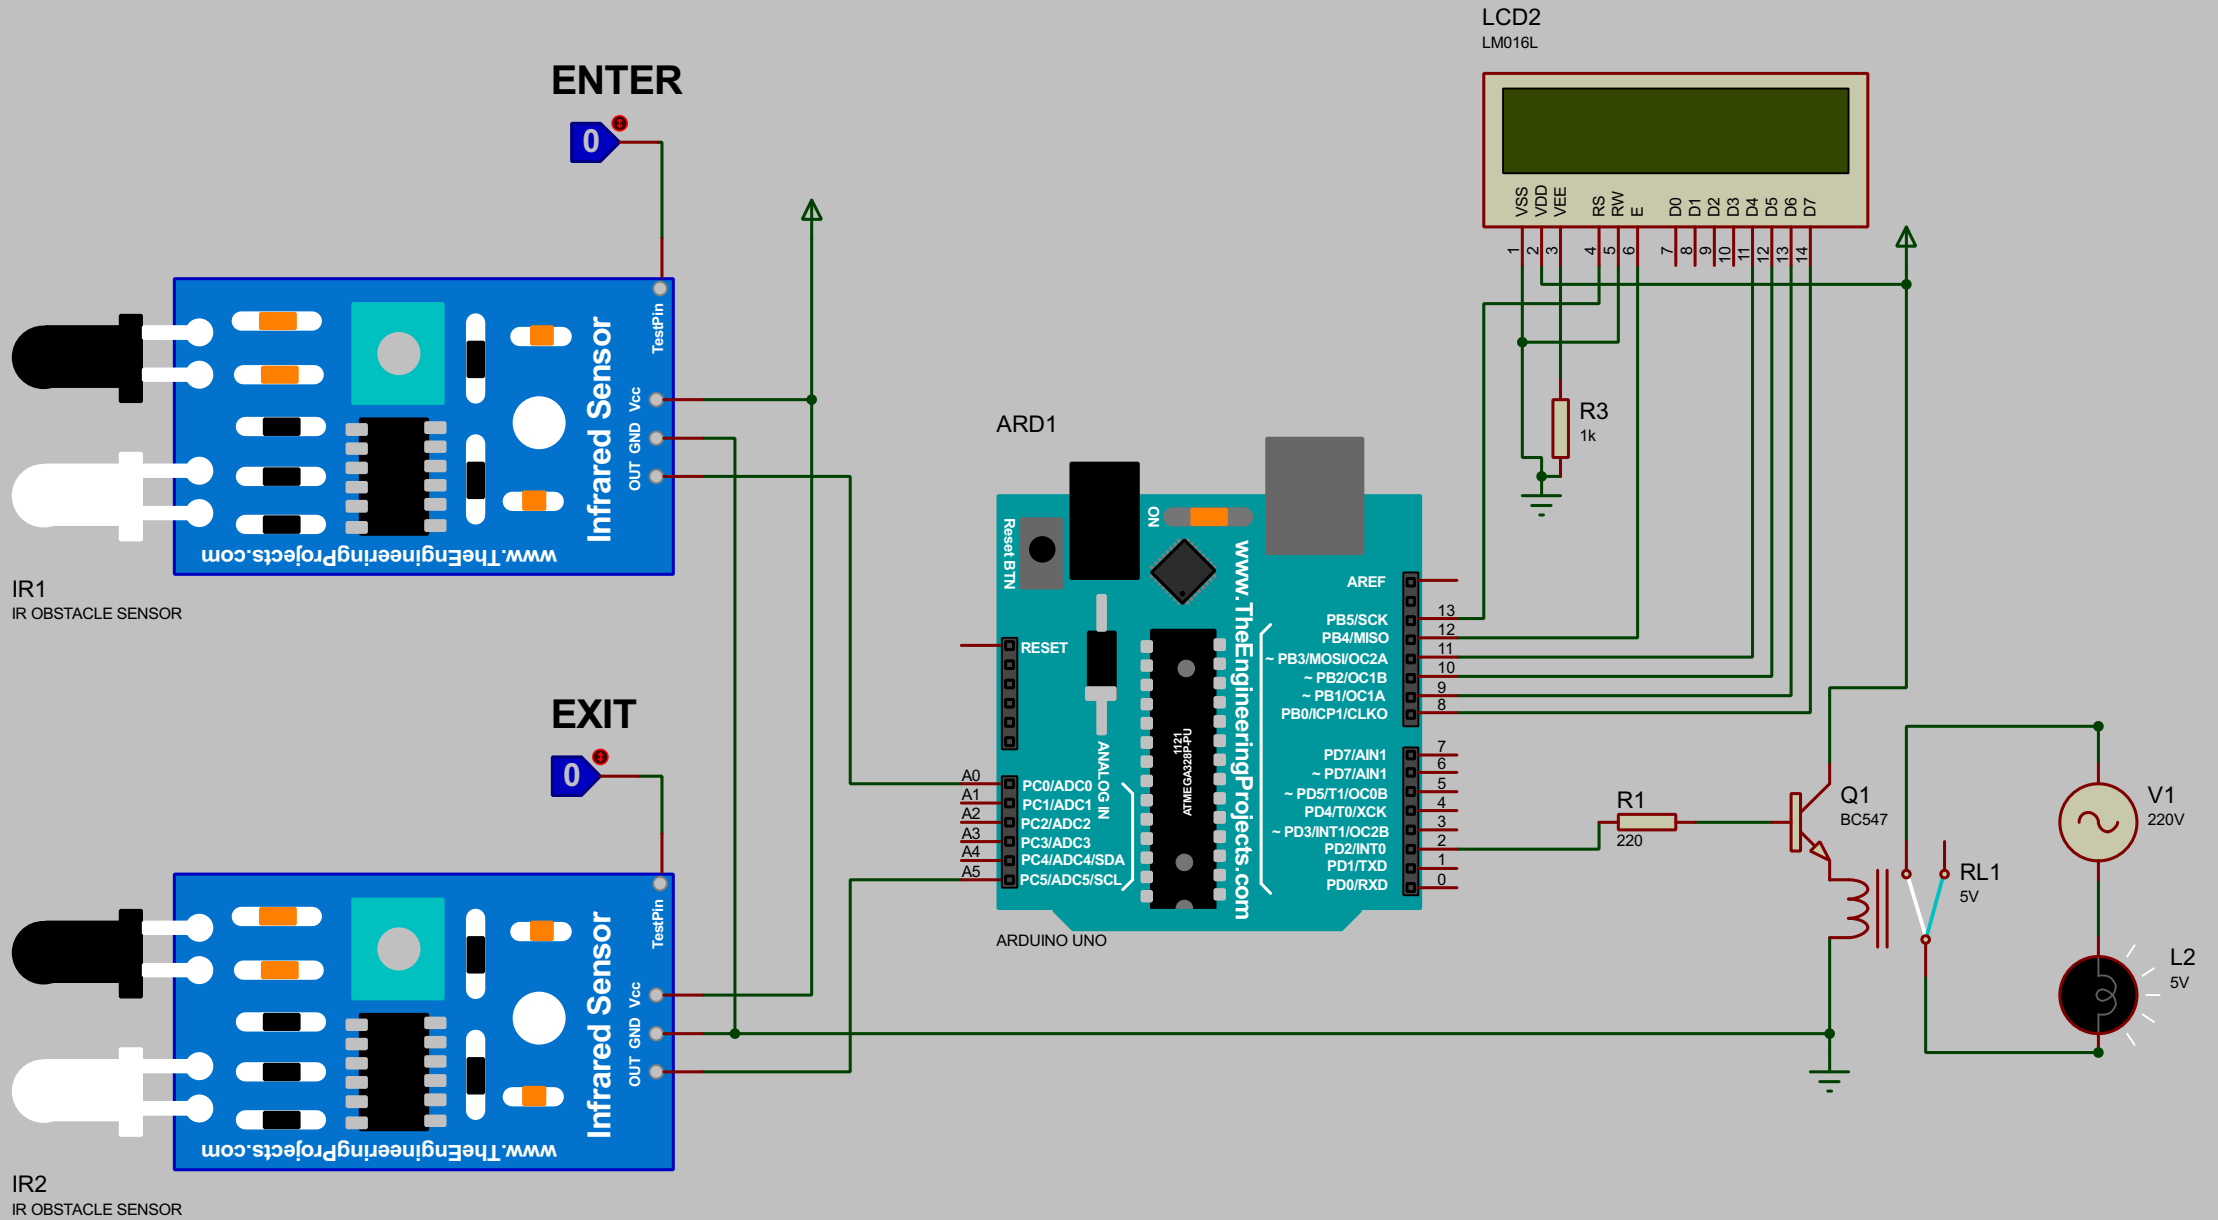 LCD2
LM016L
VSS
VDD
VEE
RS
RW
E
D0
D1
D2
D3
D4
D5
D6
D7
1
2
3
4
5
6
7
8
9
10
11
12
13
14
ENTER
0
TestPin
Vcc
GND
OUT
Infrared Sensor
www.TheEngineeringProjects.com
IR1
IR OBSTACLE SENSOR
R3
1k
ARD1
Reset BTN
ON
www.TheEngineeringProjects.com
ANALOG IN
1121
ATMEGA328P-PU
RESET
A0 PC0/ADC0
A1 PC1/ADC1
A2 PC2/ADC2
A3 PC3/ADC3
A4 PC4/ADC4/SDA
A5 PC5/ADC5/SCL
AREF
PB5/SCK 13
PB4/MISO 12
~ PB3/MOSI/OC2A 11
~ PB2/OC1B 10
~ PB1/OC1A 9
PB0/ICP1/CLKO 8
PD7/AIN1 7
~ PD7/AIN1 6
~ PD5/T1/OC0B 5
PD4/T0/XCK 4
~ PD3/INT1/OC2B 3
PD2/INT0 2
PD1/TXD 1
PD0/RXD 0
ARDUINO UNO
R1
220
Q1
BC547
V1
220V
RL1
5V
L2
5V
EXIT
0
TestPin
Vcc
GND
OUT
Infrared Sensor
www.TheEngineeringProjects.com
IR2
IR OBSTACLE SENSOR